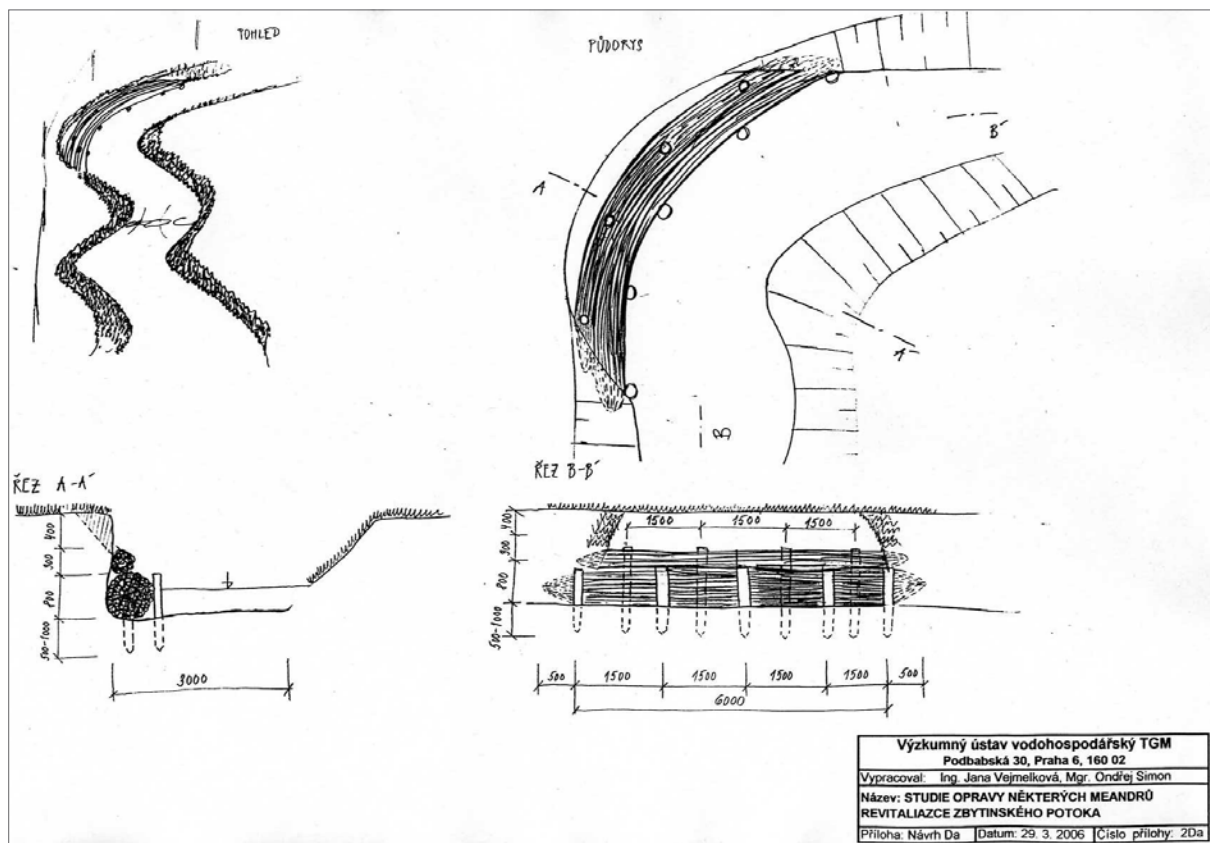 POHLED
PŮDORYS
A
B´
A´
B
ŘEZ A-A´
400
300
800
500-1000
3000
ŘEZ B-B´
400
300
800
500-1000
1500 1500 1500
500 1500 1500 1500 1500 500
6000
Výzkumný ústav vodohospodářský TGM
Podbabská 30, Praha 6, 160 02
Vypracoval: Ing. Jana Vejmelková, Mgr. Ondřej Simon
Název: STUDIE OPRAVY NĚKTERÝCH MEANDRŮ
REVITALIAZCE ZBYTINSKÉHO POTOKA
Příloha: Návrh Da Datum: 29. 3. 2006 Číslo přílohy: 2Da